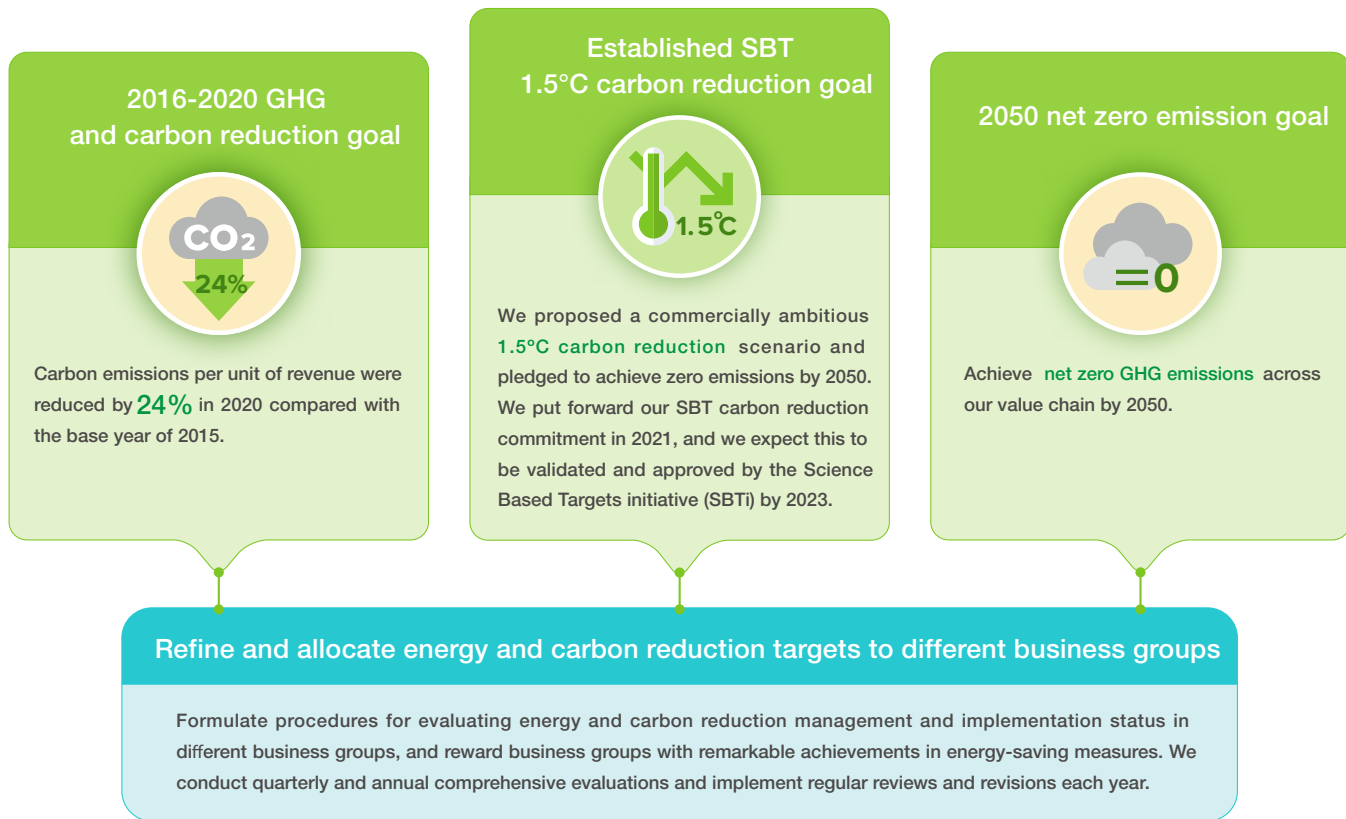 2016-2020 GHG
and carbon reduction goal
CO2
24%
Carbon emissions per unit of revenue were
reduced by 24% in 2020 compared with
the base year of 2015.
Established SBT
1.5°C carbon reduction goal
1.5°C
We proposed a commercially ambitious
1.5ºC carbon reduction scenario and
pledged to achieve zero emissions by 2050.
We put forward our SBT carbon reduction
commitment in 2021, and we expect this to
be validated and approved by the Science
Based Targets initiative (SBTi) by 2023.
2050 net zero emission goal
=0
Achieve net zero GHG emissions across
our value chain by 2050.
Refine and allocate energy and carbon reduction targets to different business groups
Formulate procedures for evaluating energy and carbon reduction management and implementation status in
different business groups, and reward business groups with remarkable achievements in energy-saving measures. We
conduct quarterly and annual comprehensive evaluations and implement regular reviews and revisions each year.